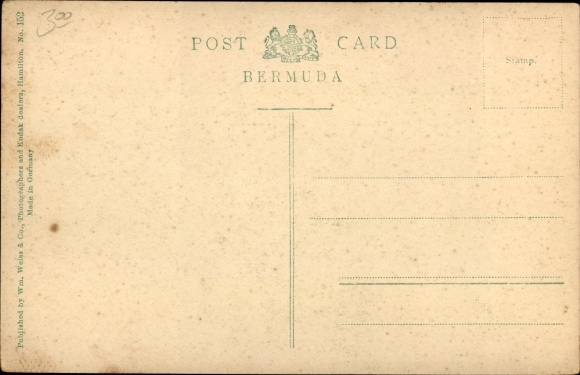 300
POST CARD
BERMUDA
Stamp.
Published by Wm. Weiss & Co., Photographers and Kodak dealers, Hamilton. No. 152
Made in Germany